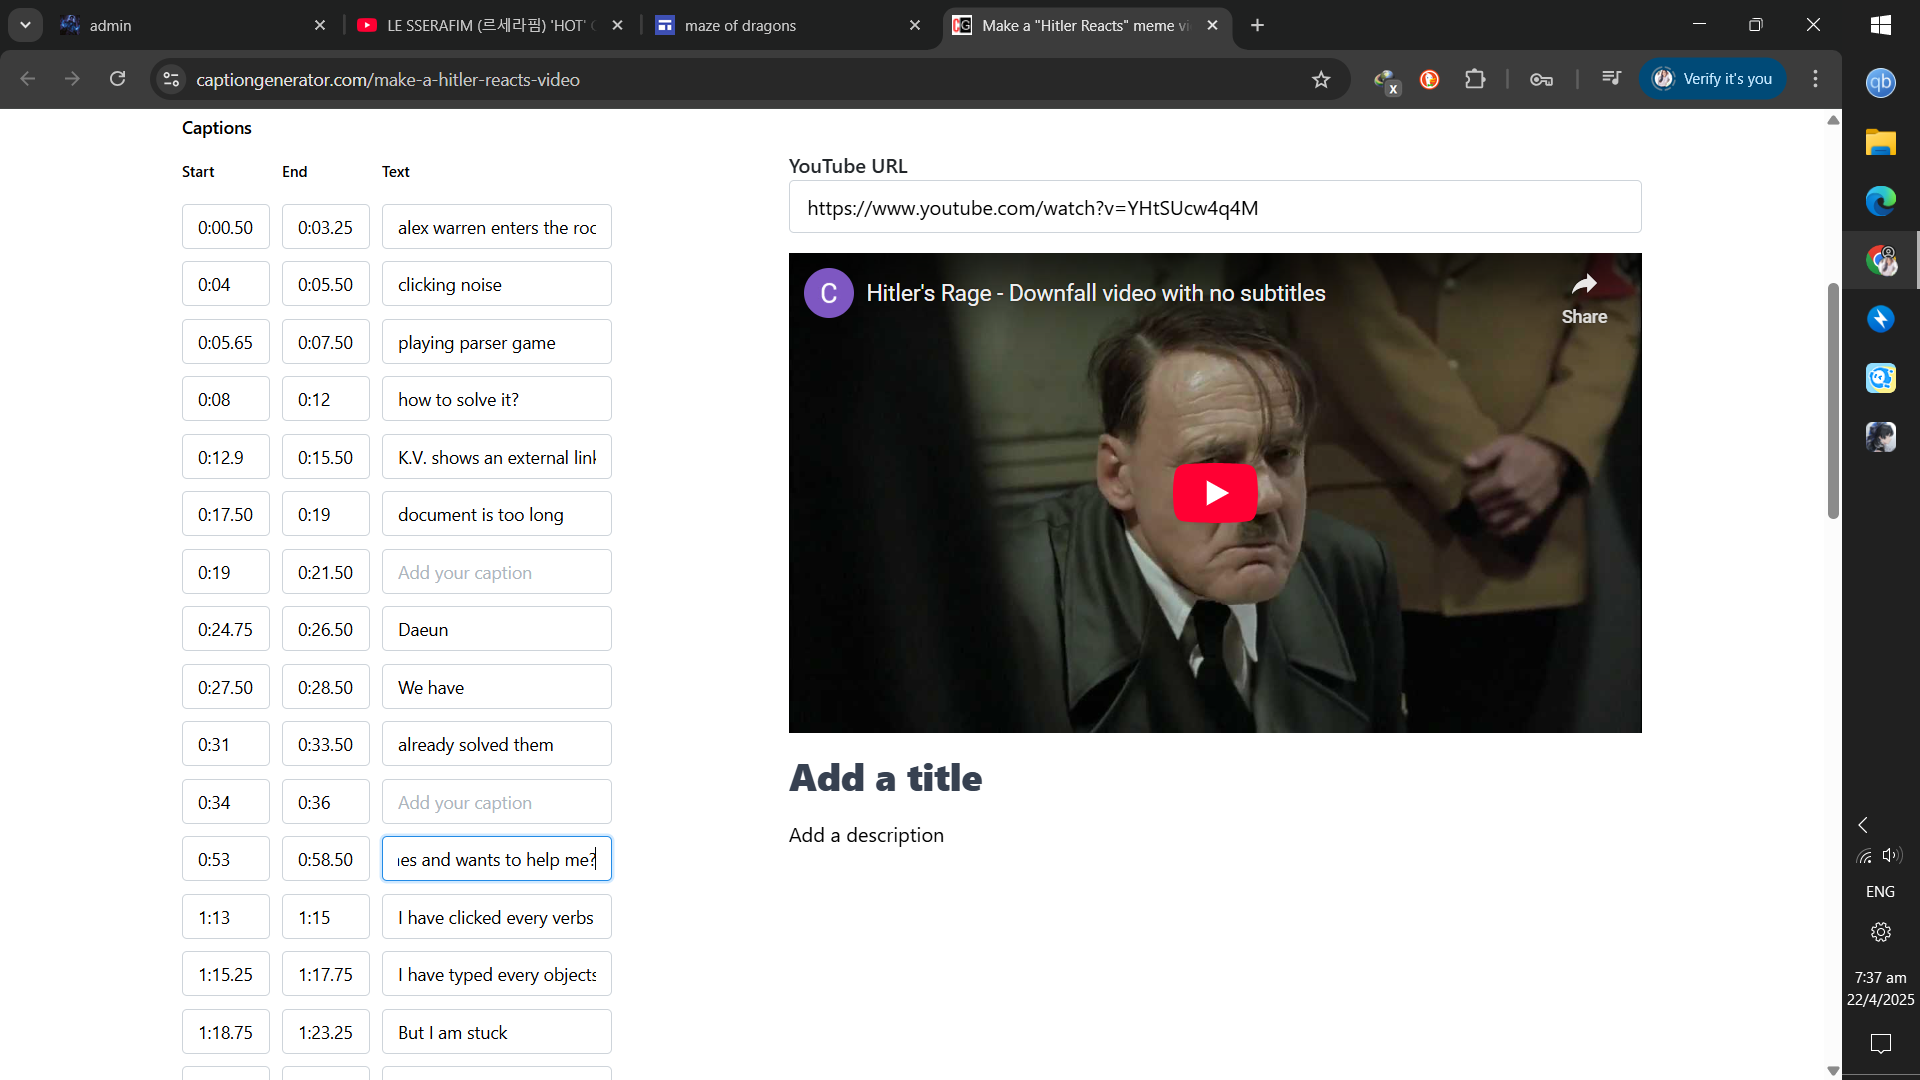 admin
LE SSERAFIM (르세라핌) 'HOT'
maze of dragons
Make a "Hitler Reacts" meme vi
captiongenerator.com/make-a-hitler-reacts-video
x
Verify it's you
qb
Captions
Start End Text
0:00.50 0:03.25 alex warren enters the roo
0:04 0:05.50 clicking noise
0:05.65 0:07.50 playing parser game
0:08 0:12 how to solve it?
0:12.9 0:15.50 K.V. shows an external link
0:17.50 0:19 document is too long
0:19 0:21.50 Add your caption
0:24.75 0:26.50 Daeun
0:27.50 0:28.50 We have
0:31 0:33.50 already solved them
0:34 0:36 Add your caption
0:53 0:58.50 es and wants to help me?
1:13 1:15 I have clicked every verbs
1:15.25 1:17.75 I have typed every objects
1:18.75 1:23.25 But I am stuck
YouTube URL
https://www.youtube.com/watch?v=YHtSUcw4q4M
C
Hitler's Rage - Downfall video with no subtitles
Share
Add a title
Add a description
ENG
7:37 am
22/4/2025